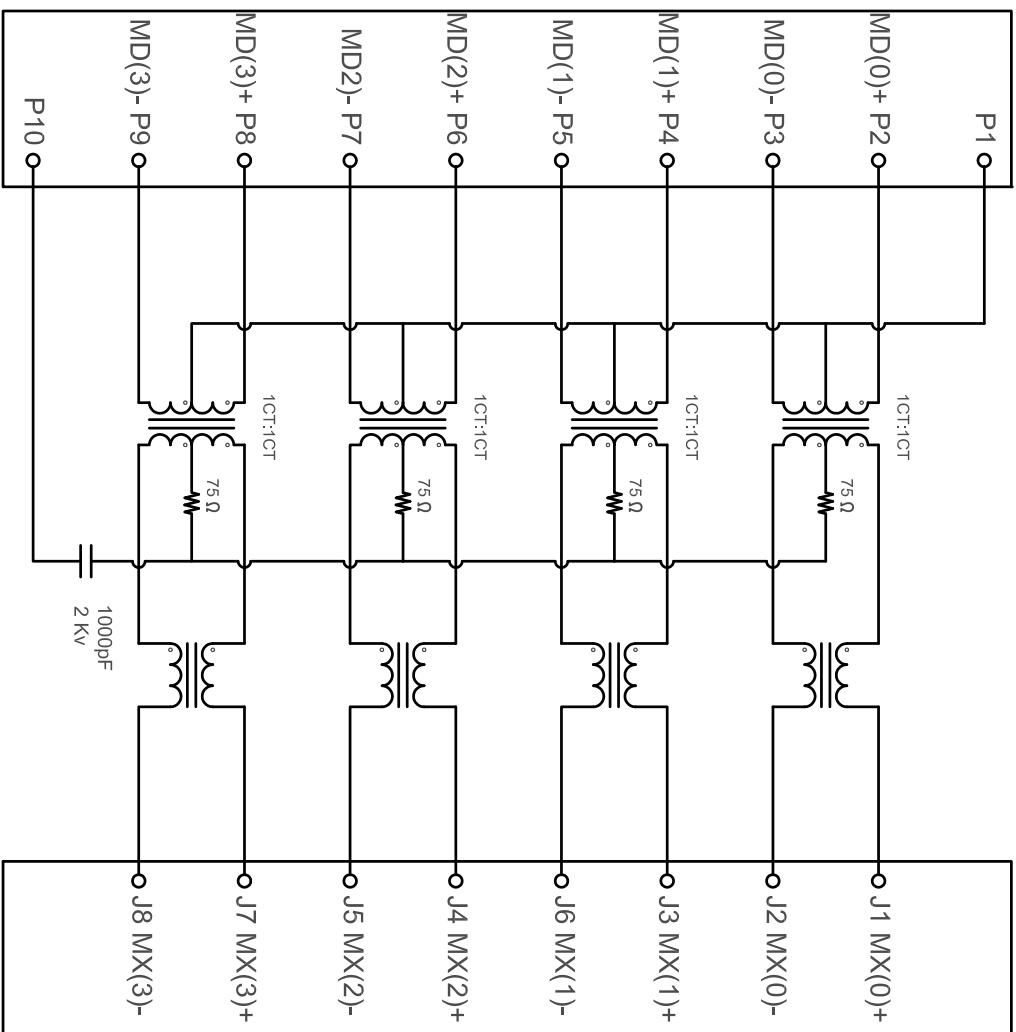 P1
MD(0)+ P2
MD(0)- P3
MD(1)+ P4
MD(1)- P5
MD(2)+ P6
MD2)- P7
MD(3)+ P8
MD(3)- P9
P10
1CT:1CT
1CT:1CT
1CT:1CT
1CT:1CT
75 Ω
75 Ω
75 Ω
75 Ω
1000pF
2 Kv
J1 MX(0)+
J2 MX(0)-
J3 MX(1)+
J6 MX(1)-
J4 MX(2)+
J5 MX(2)-
J7 MX(3)+
J8 MX(3)-